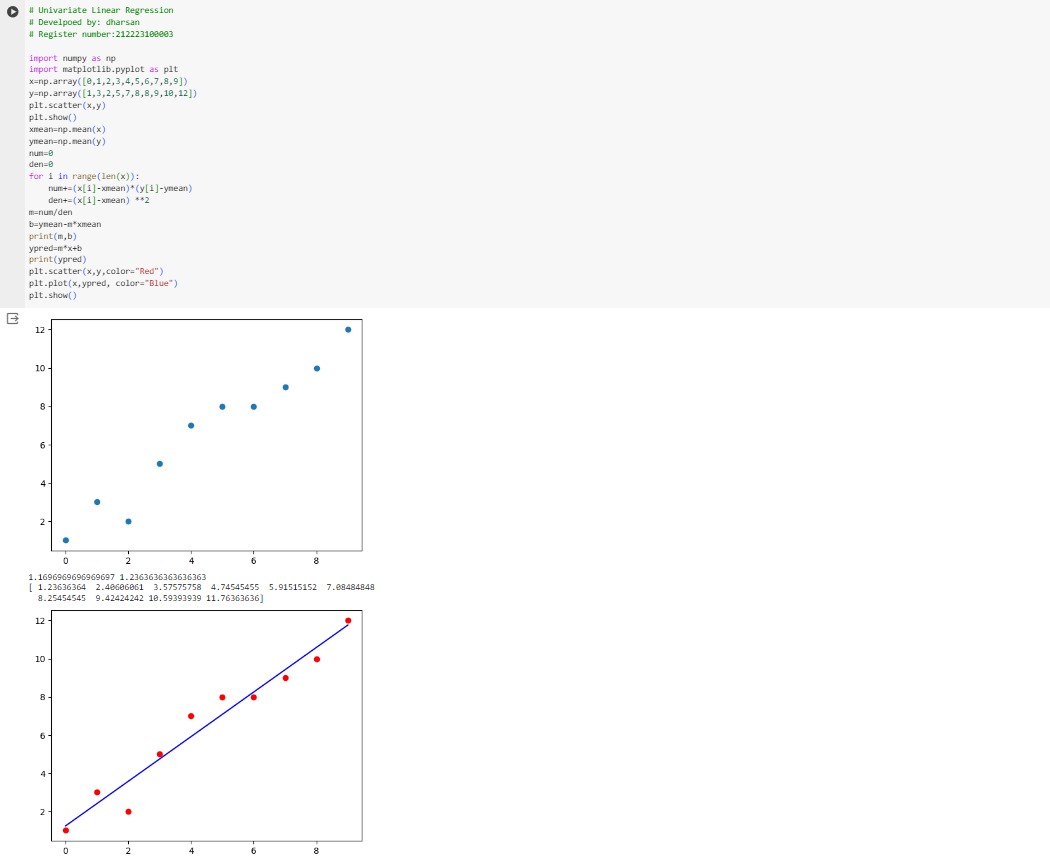 # Univariate Linear Regression
# Develpoed by: dharsan
# Register number:212223100003
import numpy as np
import matplotlib.pyplot as plt
x=np.array([0,1,2,3,4,5,6,7,8,9])
y=np.array([1,3,2,5,7,8,8,9,10,12])
plt.scatter(x,y)
plt.show()
xmean=np.mean(x)
ymean=np.mean(y)
num=0
den=0
for i in range(len(x)):
    num+=(x[i]-xmean)*(y[i]-ymean)
    den+=(x[i]-xmean) **2
m=num/den
b=ymean-m*xmean
print(m,b)
ypred=m*x+b
print(ypred)
plt.scatter(x,y,color="Red")
plt.plot(x,ypred, color="Blue")
plt.show()
12
10
8
6
4
2
0 2 4 6 8
1.1696969696969697 1.2363636363636363
[ 1.23636364  2.40606061  3.57575758  4.74545455  5.91515152  7.08484848
  8.25454545  9.42424242 10.59393939 11.76363636]
12
10
8
6
4
2
0 2 4 6 8